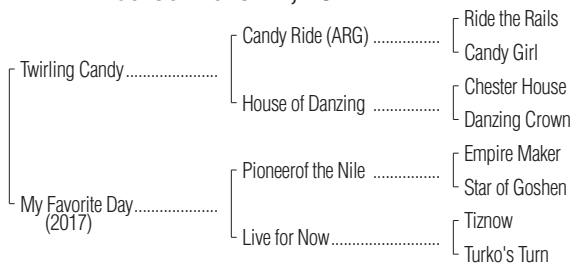 Ride the Rails
Candy Ride (ARG) ................
Candy Girl
Twirling Candy......................
Chester House
House of Danzing ................
Danzing Crown
Empire Maker
Pioneerof the Nile ................
Star of Goshen
My Favorite Day....................
(2017)
Tiznow
Live for Now..........................
Turko's Turn